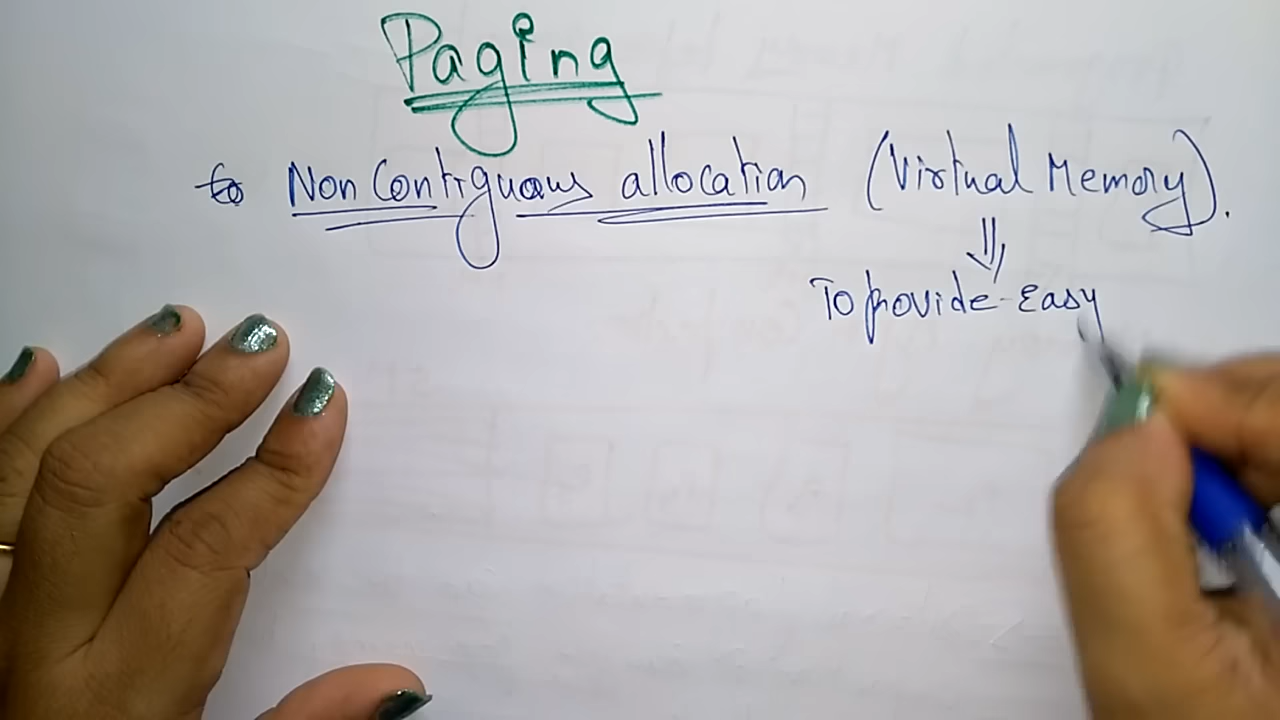 Paging
Non Contiguous allocation (Virtual Memory).
To provide Easy